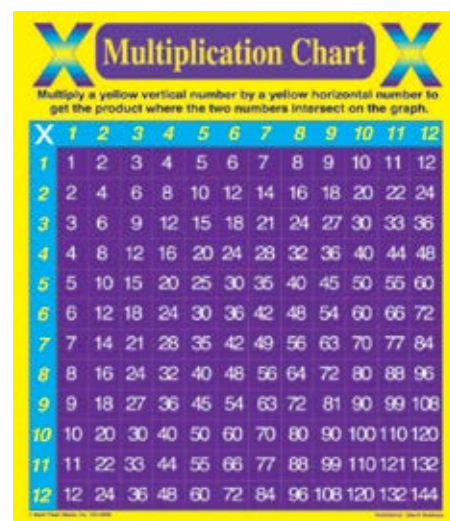 X Multiplication Chart X
Multiply a yellow vertical number by a yellow horizontal number to
get the product where the two numbers intersect on the graph.
X 1 2 3 4 5 6 7 8 9 10 11 12
1 1 2 3 4 5 6 7 8 9 10 11 12
2 2 4 6 8 10 12 14 16 18 20 22 24
3 3 6 9 12 15 18 21 24 27 30 33 36
4 4 8 12 16 20 24 28 32 36 40 44 48
5 5 10 15 20 25 30 35 40 45 50 55 60
6 6 12 18 24 30 36 42 48 54 60 66 72
7 7 14 21 28 35 42 49 56 63 70 77 84
8 8 16 24 32 40 48 56 64 72 80 88 96
9 9 18 27 36 45 54 63 72 81 90 99 108
10 10 20 30 40 50 60 70 80 90 100 110 120
11 11 22 33 44 55 66 77 88 99 110 121 132
12 12 24 36 48 60 72 84 96 108 120 132 144